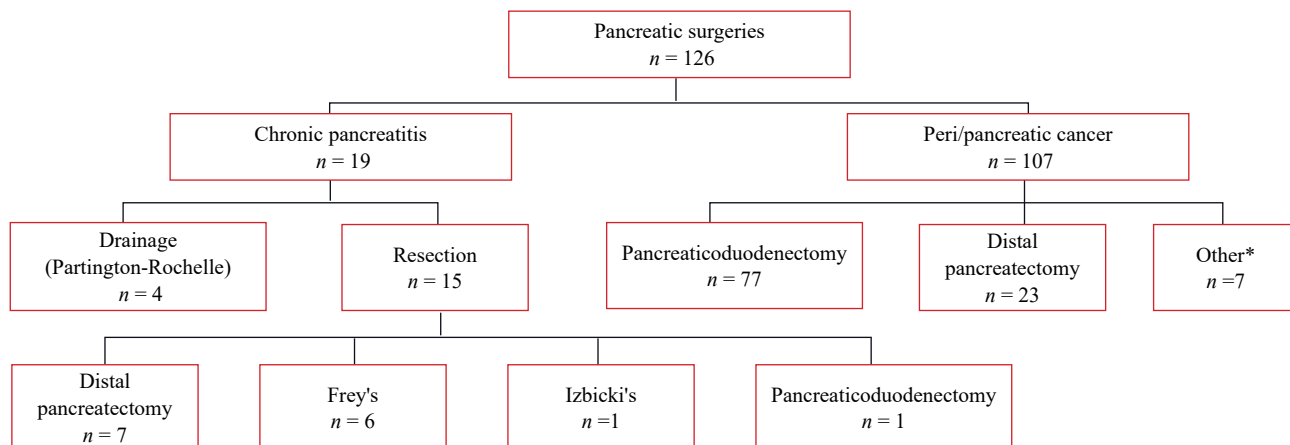 Pancreatic surgeries
n = 126
Chronic pancreatitis
n = 19
Peri/pancreatic cancer
n = 107
Drainage
(Partington-Rochelle)
n = 4
Resection
n = 15
Pancreaticoduodenectomy
n = 77
Distal
pancreatectomy
n = 23
Other*
n =7
Distal
pancreatectomy
n = 7
Frey's
n = 6
Izbicki's
n =1
Pancreaticoduodenectomy
n = 1